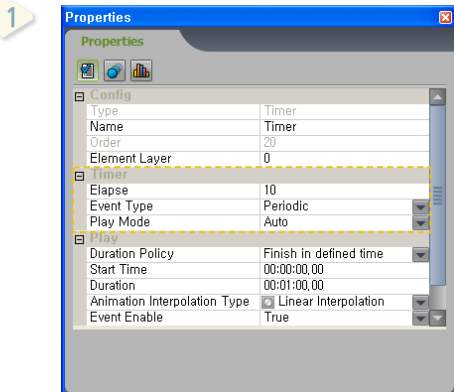 1
Properties
Properties
Config
Type Timer
Name Timer
Order 20
Element Layer 0
Timer
Elapse 10
Event Type Periodic
Play Mode Auto
Play
Duration Policy Finish in defined time
Start Time 00:00:00,00
Duration 00:01:00,00
Animation Interpolation Type Linear Interpolation
Event Enable True